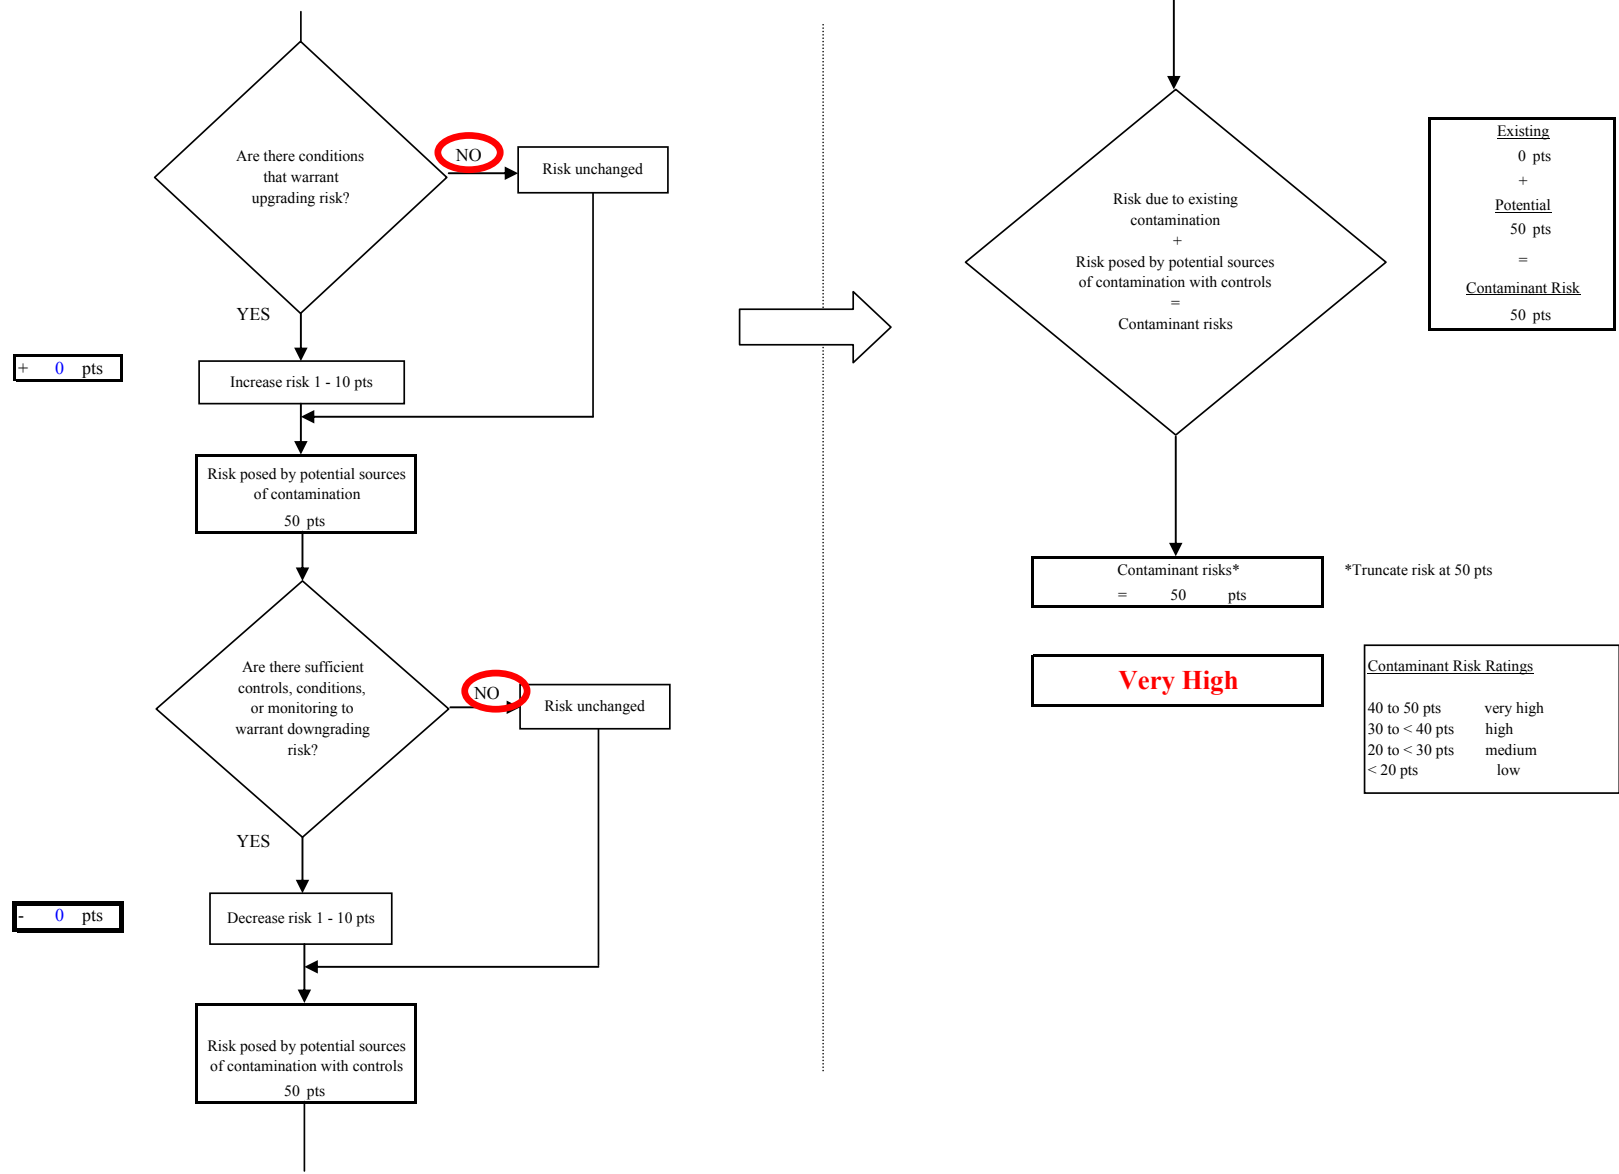 Are there conditions
that warrant
upgrading risk?
NO
Risk unchanged
YES
+ 0 pts
Increase risk 1 - 10 pts
Risk posed by potential sources
of contamination
50 pts
Are there sufficient
controls, conditions,
or monitoring to
warrant downgrading
risk?
NO
Risk unchanged
YES
- 0 pts
Decrease risk 1 - 10 pts
Risk posed by potential sources
of contamination with controls
50 pts
Risk due to existing
contamination
+
Risk posed by potential sources
of contamination with controls
=
Contaminant risks
Existing
0 pts
+
Potential
50 pts
=
Contaminant Risk
50 pts
Contaminant risks*
= 50 pts
*Truncate risk at 50 pts
Very High
Contaminant Risk Ratings
40 to 50 pts very high
30 to < 40 pts high
20 to < 30 pts medium
< 20 pts low